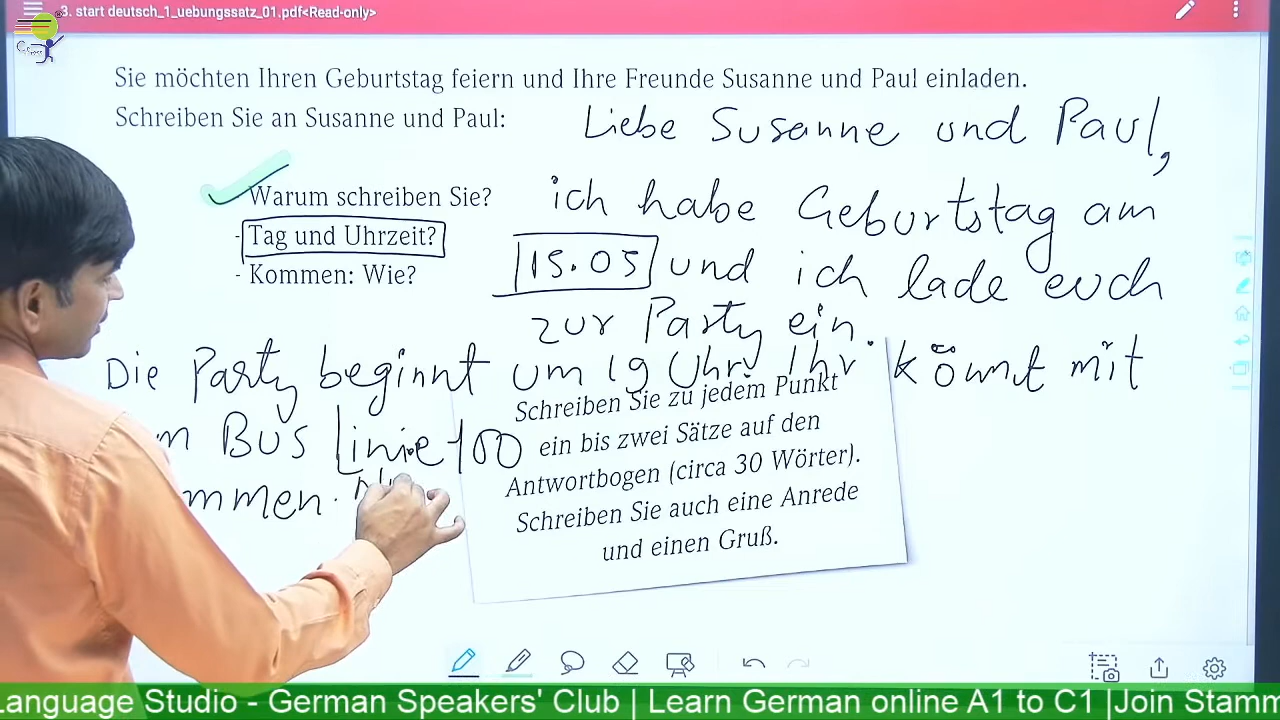 3. start deutsch_1_uebungssatz_01.pdf<Read-only>
Sie möchten Ihren Geburtstag feiern und Ihre Freunde Susanne und Paul einladen.
Schreiben Sie an Susanne und Paul:
Liebe Susanne und Paul,
- Warum schreiben Sie?
ich habe Geburtstag am
- Tag und Uhrzeit?
15.05 und ich lade euch
- Kommen: Wie?
zur Party ein.
Die Party beginnt um 19 Uhr. Ihr könnt mit
Bus Linie 100
mmen.
Schreiben Sie zu jedem Punkt
ein bis zwei Sätze auf den
Antwortbogen (circa 30 Wörter).
Schreiben Sie auch eine Anrede
und einen Gruß.
anguage Studio - German Speakers' Club | Learn German online A1 to C1 |Join Stamm